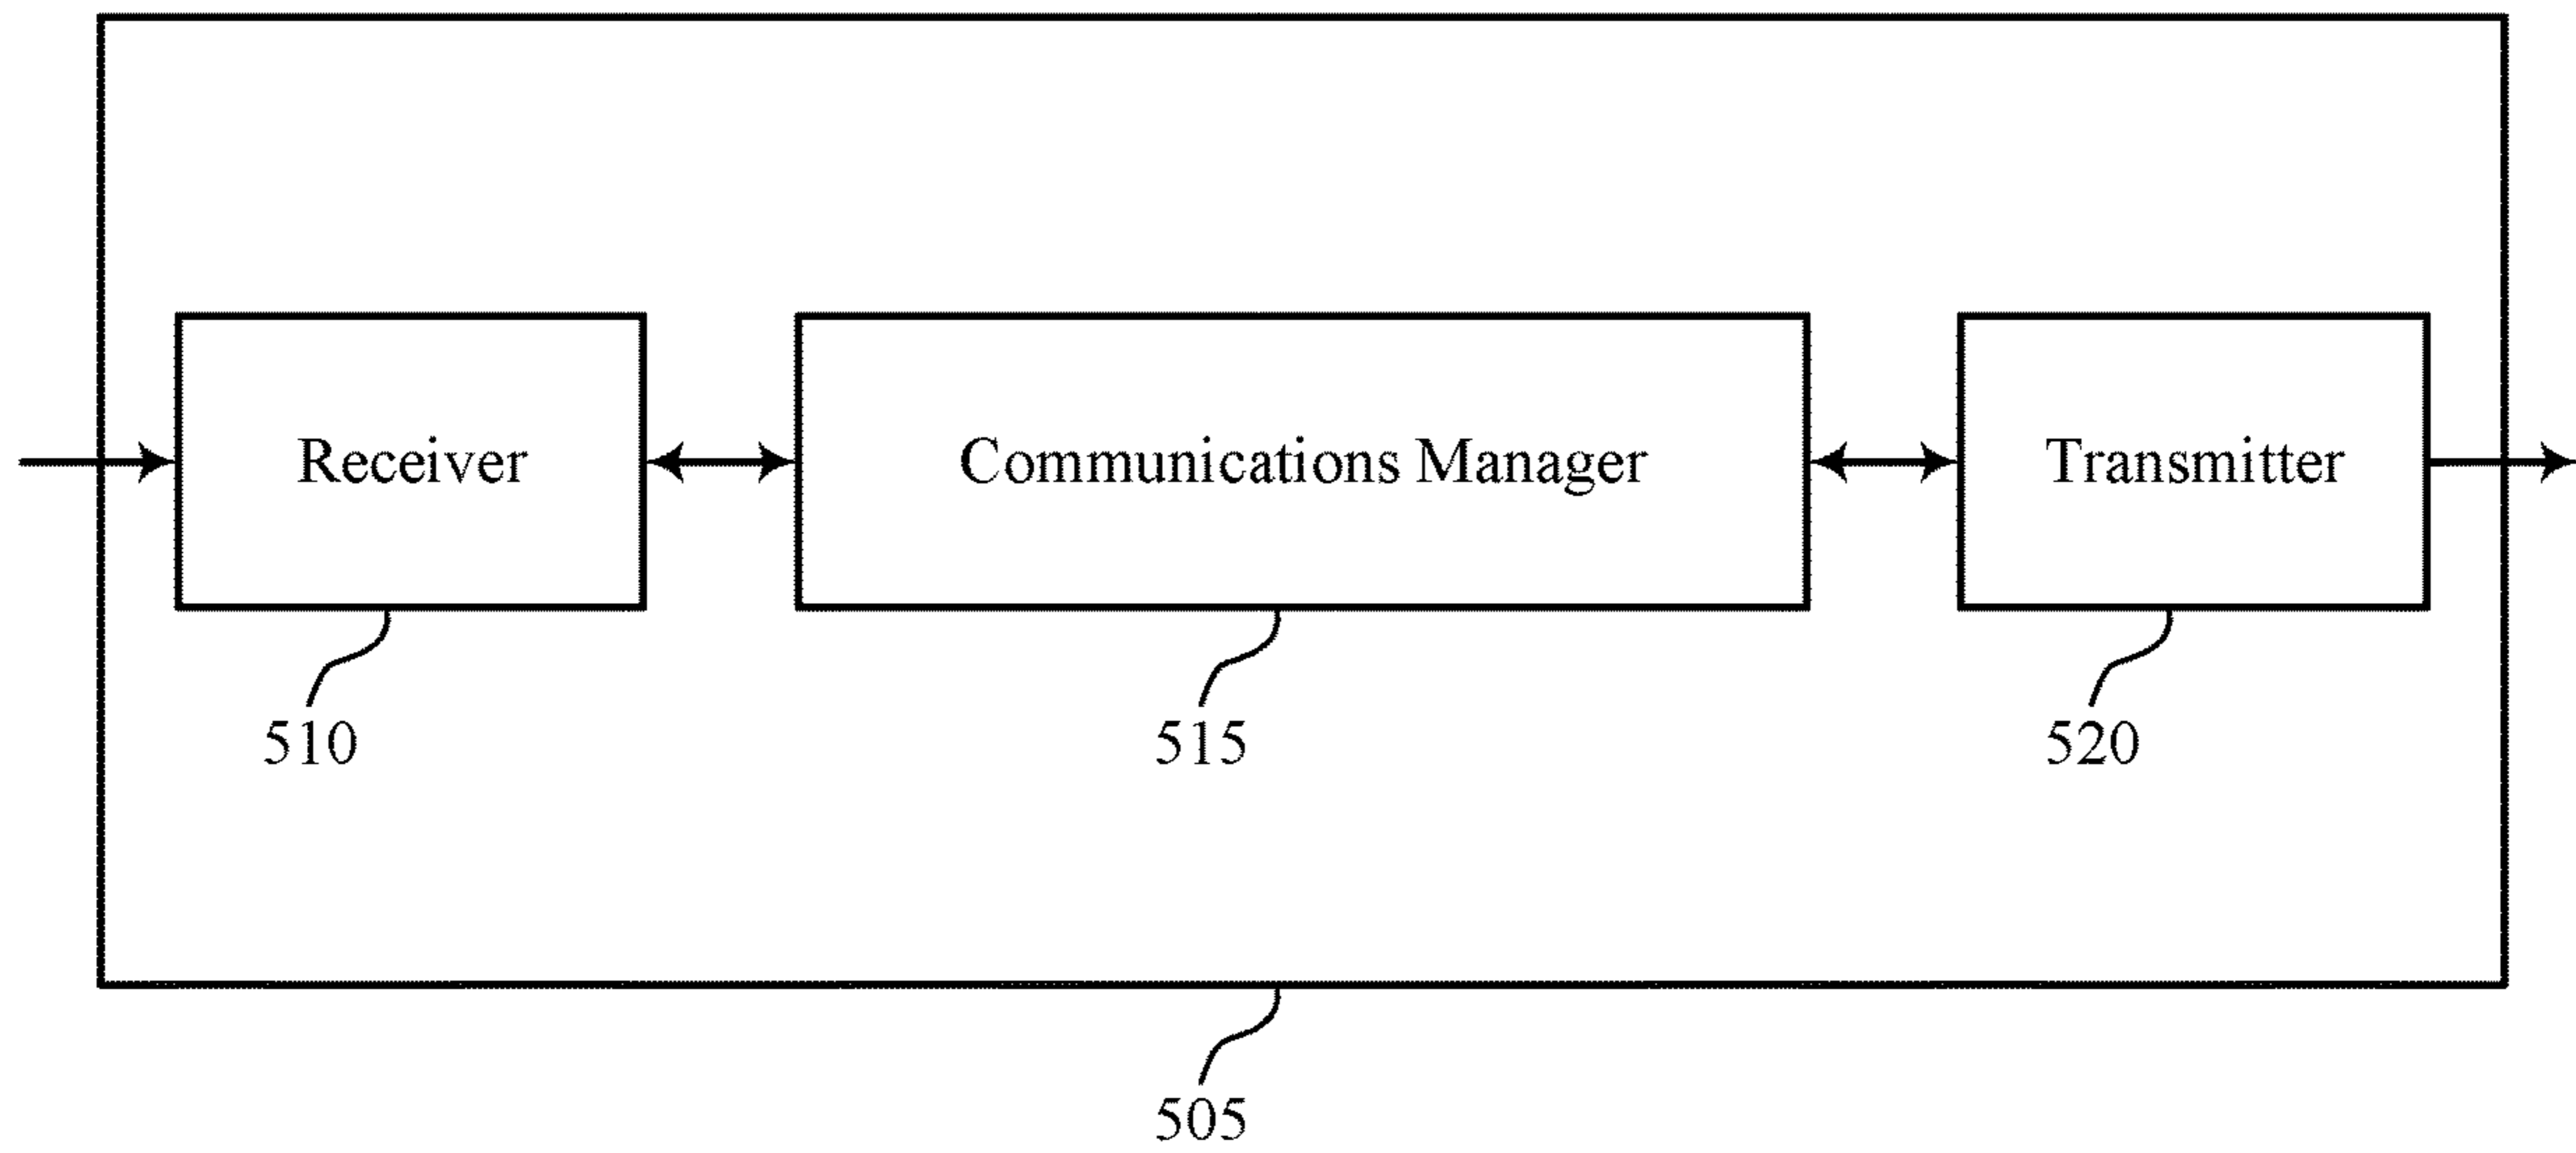 Receiver
Communications Manager
Transmitter
510
515
520
505